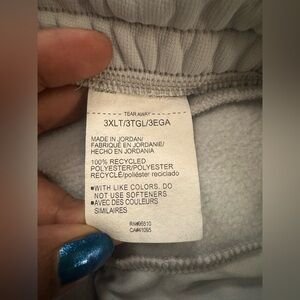 TEAR AWAY
3XLT/3TGL/3EGA
MADE IN JORDAN/
FABRIQUÉ EN JORDANIE/
HECHO EN JORDANIA
100% RECYCLED
POLYESTER/POLYESTER
RECYCLÉ/poliéster reciclado
■WITH LIKE COLORS. DO
NOT USE SOFTENERS
■AVEC DES COULEURS
SIMILAIRES
RN#96510
CA#41095